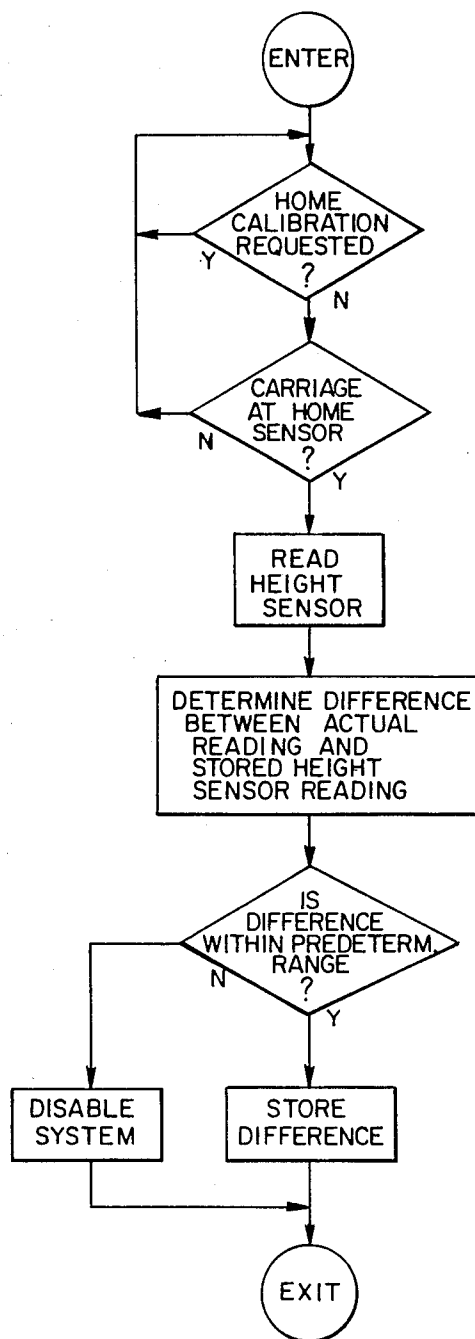 ENTER
HOME
CALIBRATION
REQUESTED
?
Y
N
CARRIAGE
AT HOME
SENSOR
?
N
Y
READ
HEIGHT
SENSOR
DETERMINE DIFFERENCE
BETWEEN ACTUAL
READING AND
STORED HEIGHT
SENSOR READING
IS
DIFFERENCE
WITHIN PREDETERM.
RANGE
?
N
Y
DISABLE
SYSTEM
STORE
DIFFERENCE
EXIT